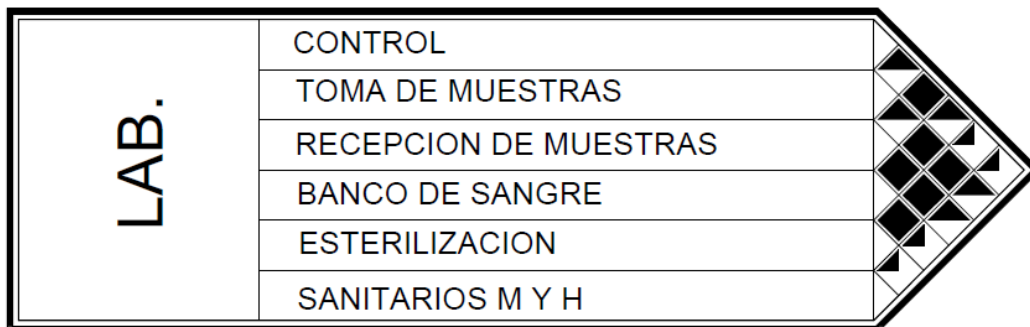 LAB.
CONTROL
TOMA DE MUESTRAS
RECEPCION DE MUESTRAS
BANCO DE SANGRE
ESTERILIZACION
SANITARIOS M Y H